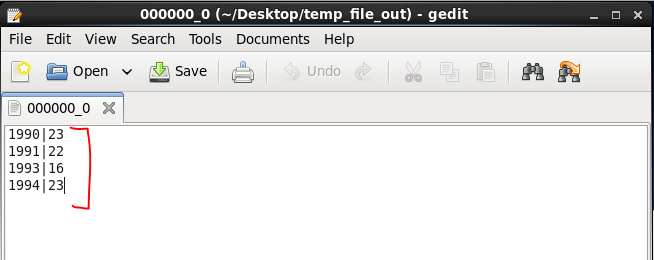 000000_0 (~/Desktop/temp_file_out) - gedit
File Edit View Search Tools Documents Help
Open Save Undo
000000_0
1990|23
1991|22
1993|16
1994|23